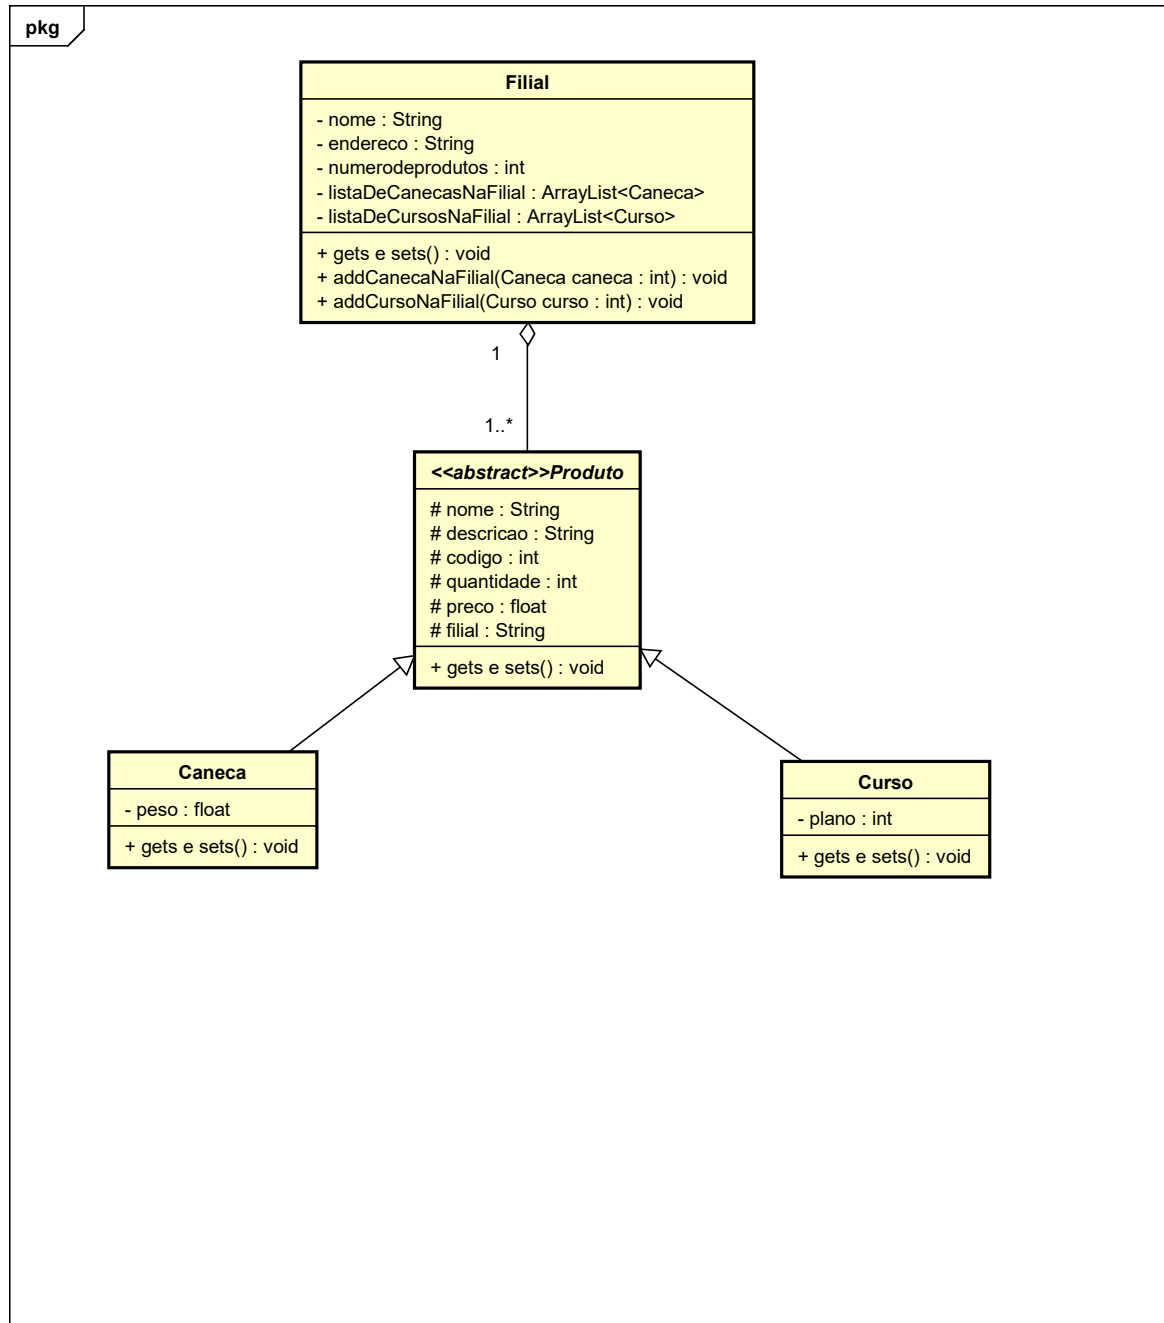 pkg
Filial
- nome : String
- endereco : String
- numerodeprodutos : int
- listaDeCanecasNaFilial : ArrayList<Caneca>
- listaDeCursosNaFilial : ArrayList<Curso>
+ gets e sets() : void
+ addCanecaNaFilial(Caneca caneca : int) : void
+ addCursoNaFilial(Curso curso : int) : void
1
1..*
<<abstract>>Produto
# nome : String
# descricao : String
# codigo : int
# quantidade : int
# preco : float
# filial : String
+ gets e sets() : void
Caneca
- peso : float
+ gets e sets() : void
Curso
- plano : int
+ gets e sets() : void